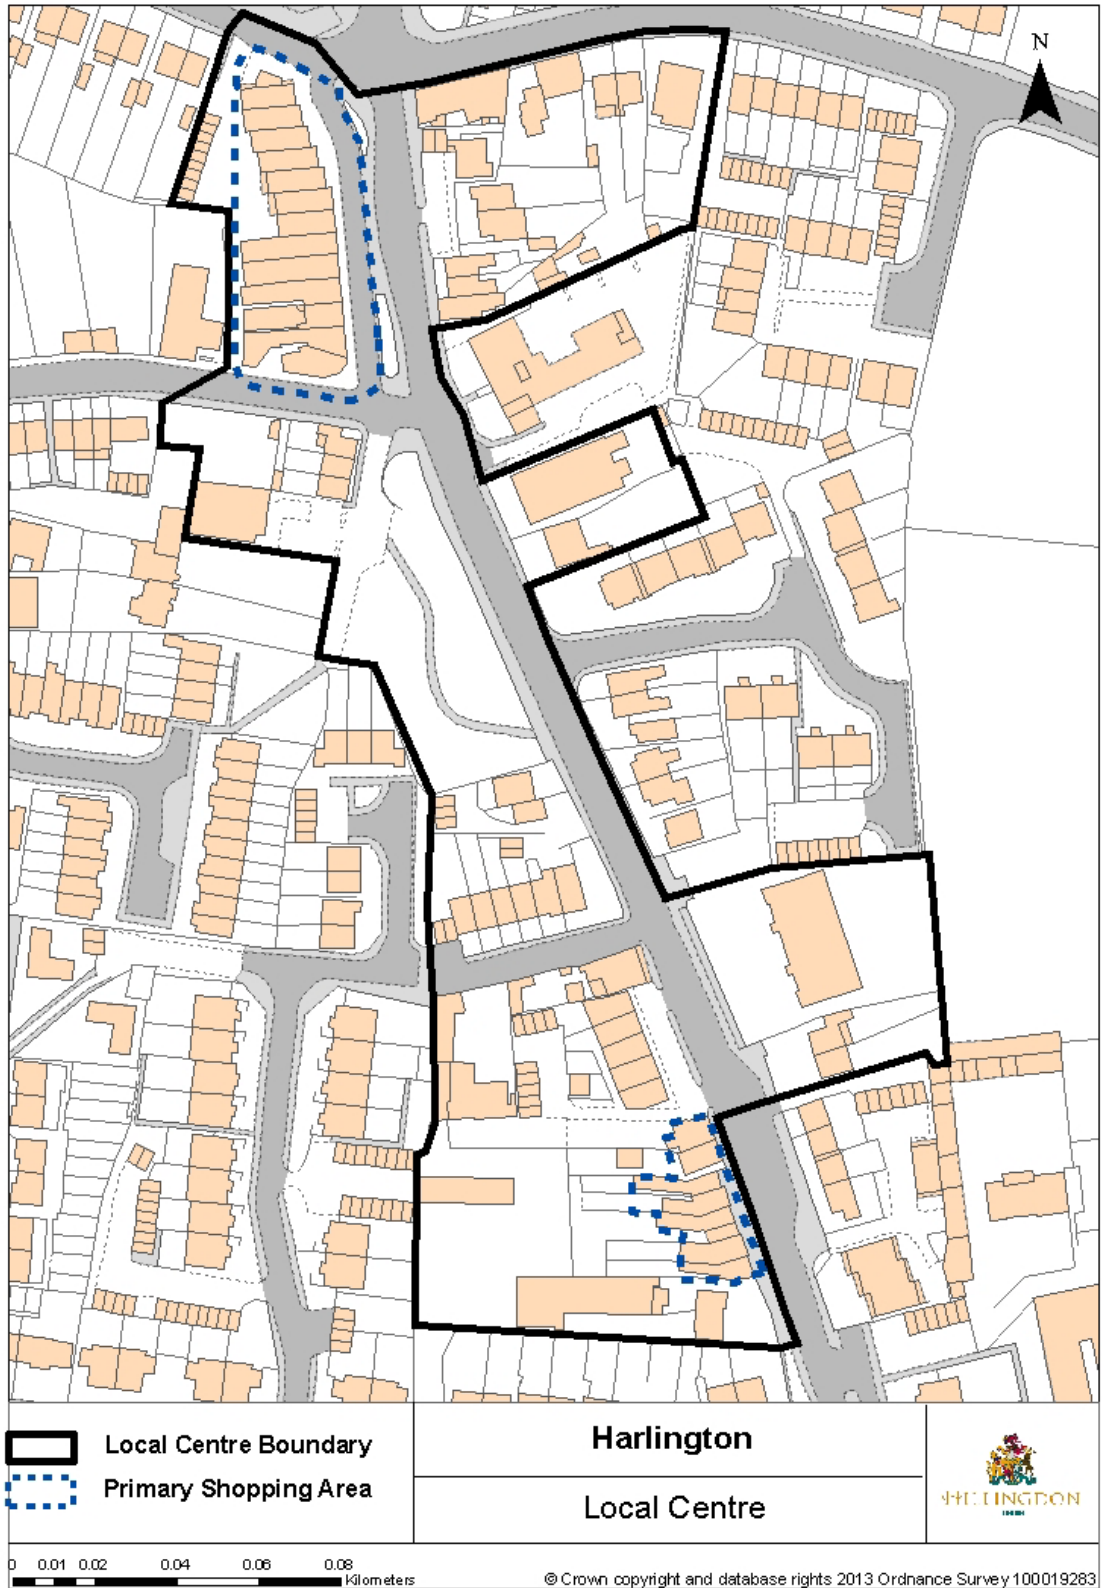 N
Local Centre Boundary
Primary Shopping Area
Harlington
Local Centre
HILLINGDON
0 0.01 0.02 0.04 0.06 0.08
Kilometers
© Crown copyright and database rights 2013 Ordnance Survey 100019283